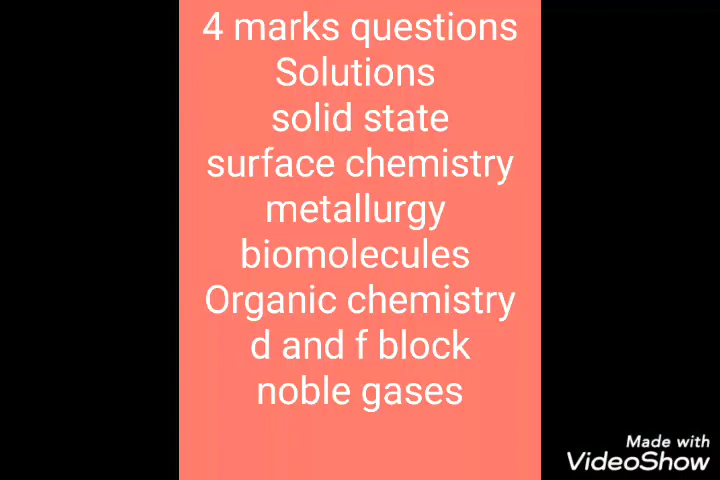 4 marks questions
Solutions
solid state
surface chemistry
metallurgy
biomolecules
Organic chemistry
d and f block
noble gases
Made with
VideoShow